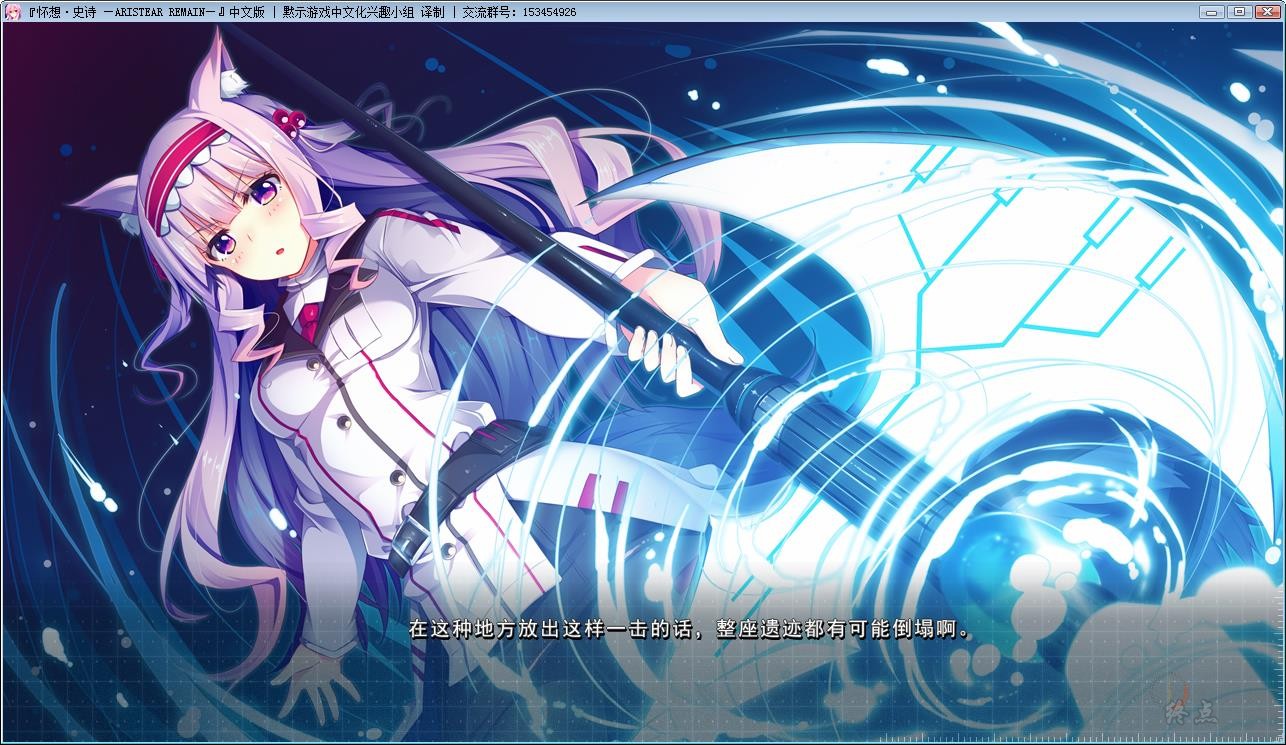 『怀想·史诗 －ARISTEAR REMAIN－』中文版 | 黙示游戏中文化兴趣小组 译制 | 交流群号: 153454926
在这种地方放出这样一击的话，整座遗迹都有可能倒塌啊。
终点